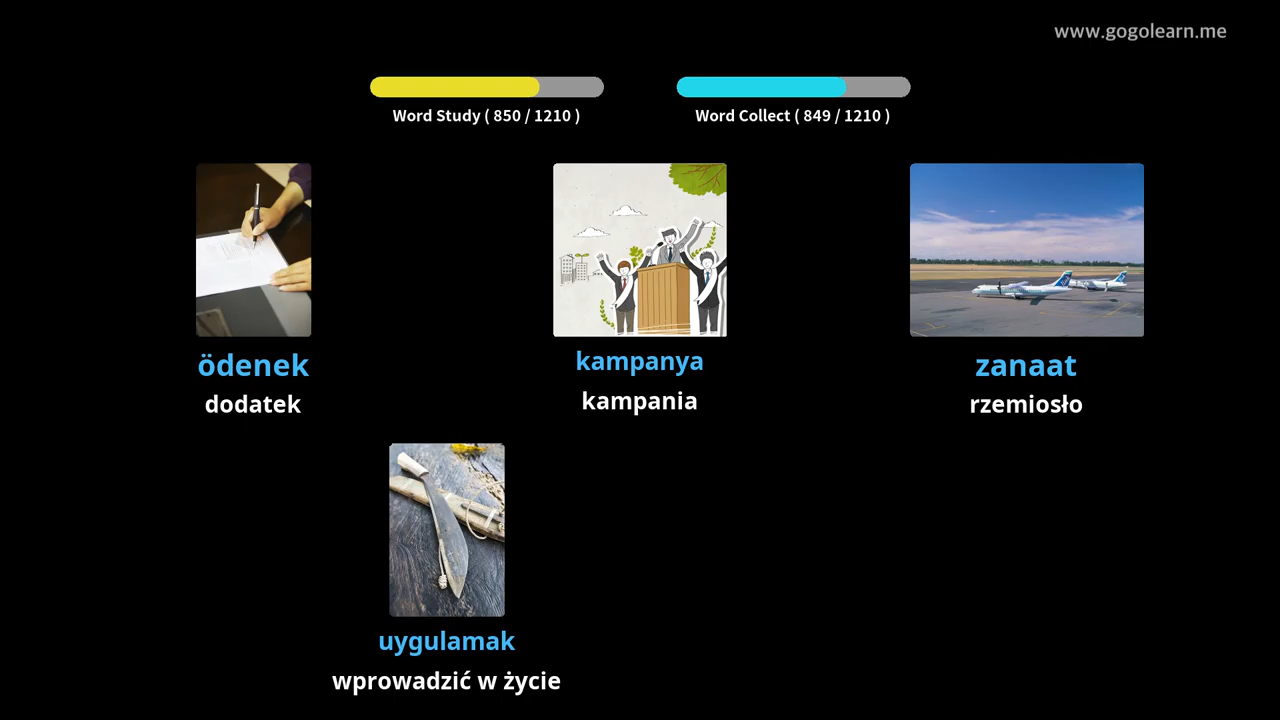 www.gogolearn.me
Word Study ( 850 / 1210 )
Word Collect ( 849 / 1210 )
ödenek
dodatek
kampanya
kampania
zanaat
rzemiosło
uygulamak
wprowadzić w życie